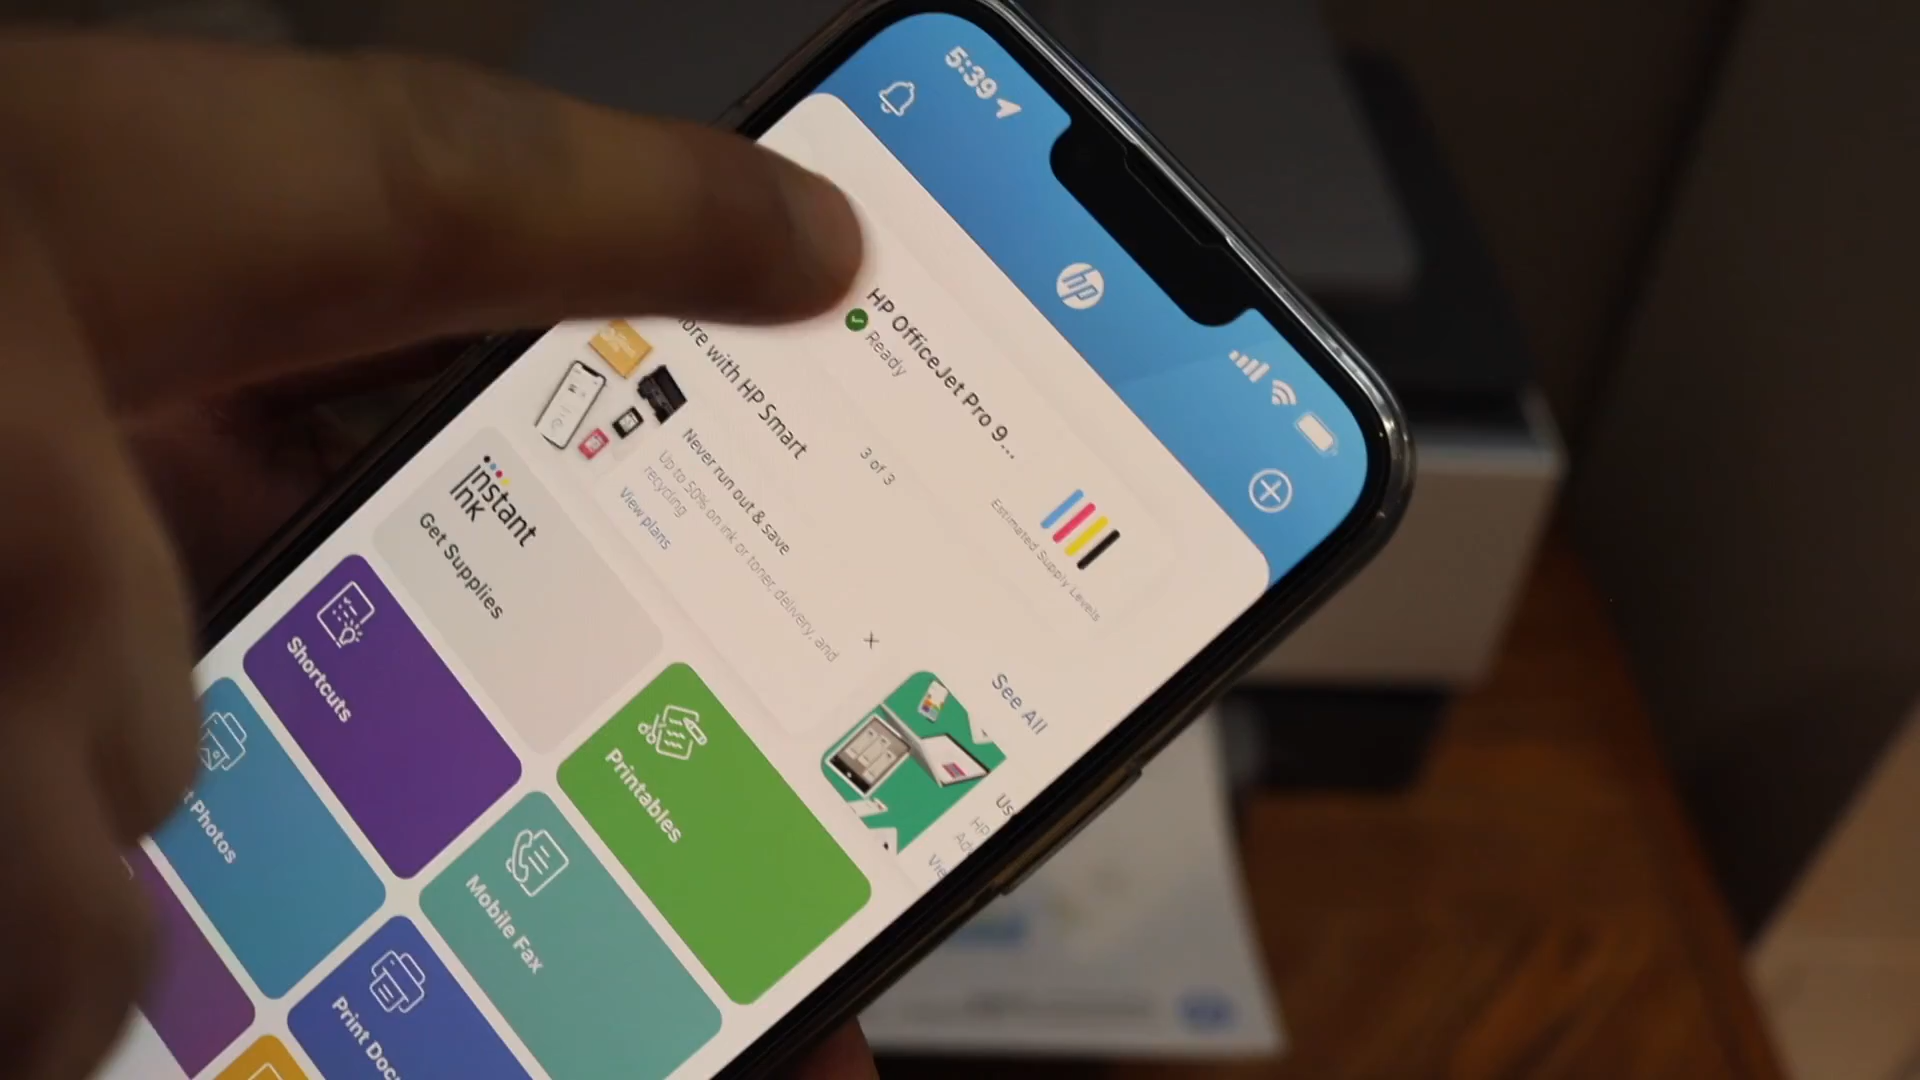 5:39
hp
HP OfficeJet Pro 9...
Ready
Estimated Supply Levels
3 of 3
with HP Smart
See All
Never run out & save
Up to 50% on ink or toner, delivery, and
recycling
View plans
Instant
Ink
Get Supplies
Printables
Shortcuts
Mobile Fax
Photos
Print